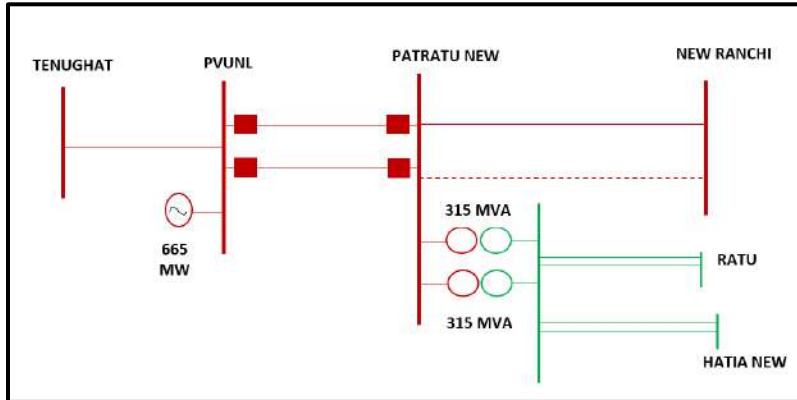 TENUGHAT
PVUNL
PATRATU NEW
NEW RANCHI
315 MVA
665
MW
RATU
315 MVA
HATIA NEW